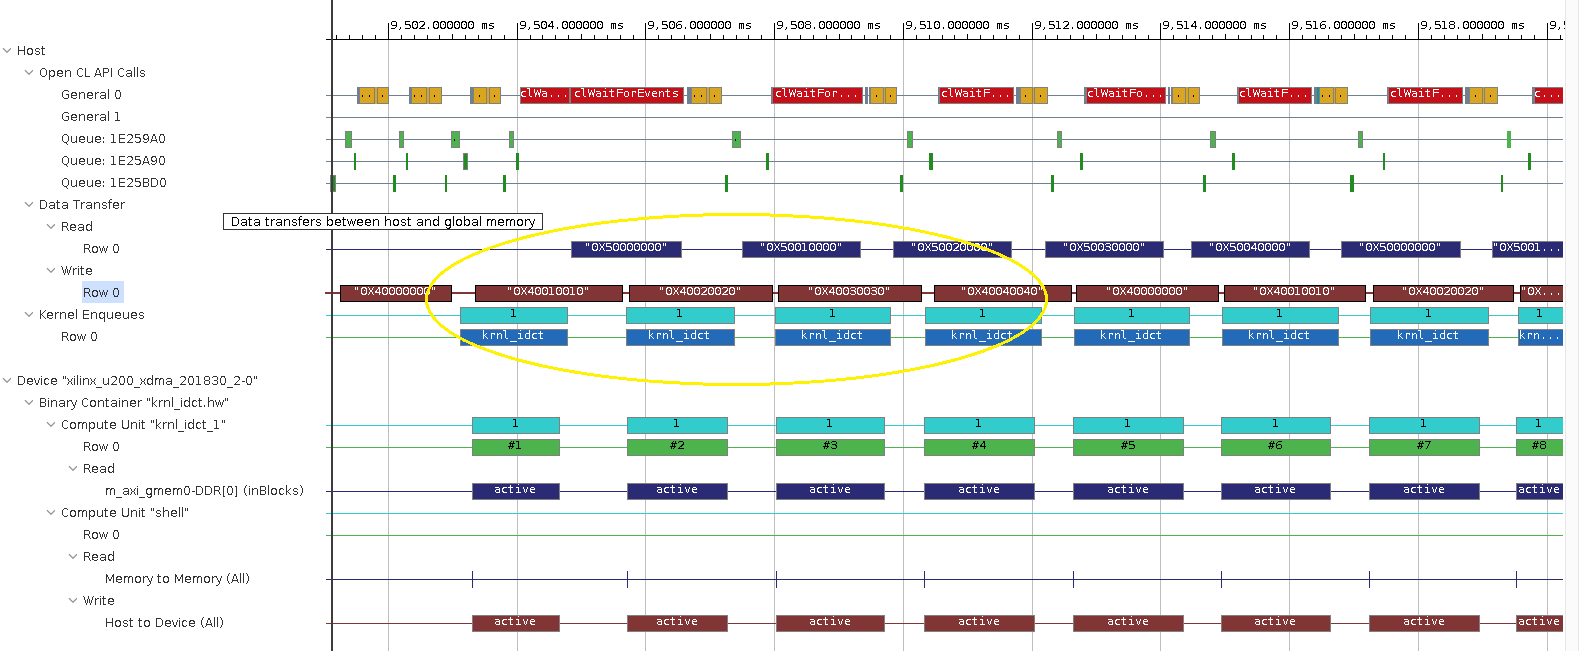 9,502.000000 ms 9,504.000000 ms 9,506.000000 ms 9,508.000000 ms 9,510.000000 ms 9,512.000000 ms 9,514.000000 ms 9,516.000000 ms 9,518.000000 ms 9,5
Host
Open CL API Calls
General 0 .. . .. . .. . clWa... clWaitForEvents .. . clWaitFor... . . clWaitF... .. . clWaitFo... . . clWaitF... .. . clWaitF... .. . c...
General 1
Queue: 1E259A0
Queue: 1E25A90
Queue: 1E25BD0
Data Transfer
Data transfers between host and global memory
Read
Row 0 "0X50000000" "0X50010000" "0X50020000" "0X50030000" "0X50040000" "0X50000000" "0X5001...
Write
Row 0 "0X40000000" "0X40010010" "0X40020020" "0X40030030" "0X40040040" "0X40000000" "0X40010010" "0X40020020" "0X...
Kernel Enqueues 1 1 1 1 1 1 1 1
Row 0 krnl_idct krnl_idct krnl_idct krnl_idct krnl_idct krnl_idct krnl_idct krn...
Device "xilinx_u200_xdma_201830_2-0"
Binary Container "krnl_idct.hw"
Compute Unit "krnl_idct_1" 1 1 1 1 1 1 1 1
Row 0 #1 #2 #3 #4 #5 #6 #7 #8
Read
m_axi_gmem0-DDR[0] (inBlocks) active active active active active active active active
Compute Unit "shell"
Row 0
Read
Memory to Memory (All)
Write
Host to Device (All) active active active active active active active active